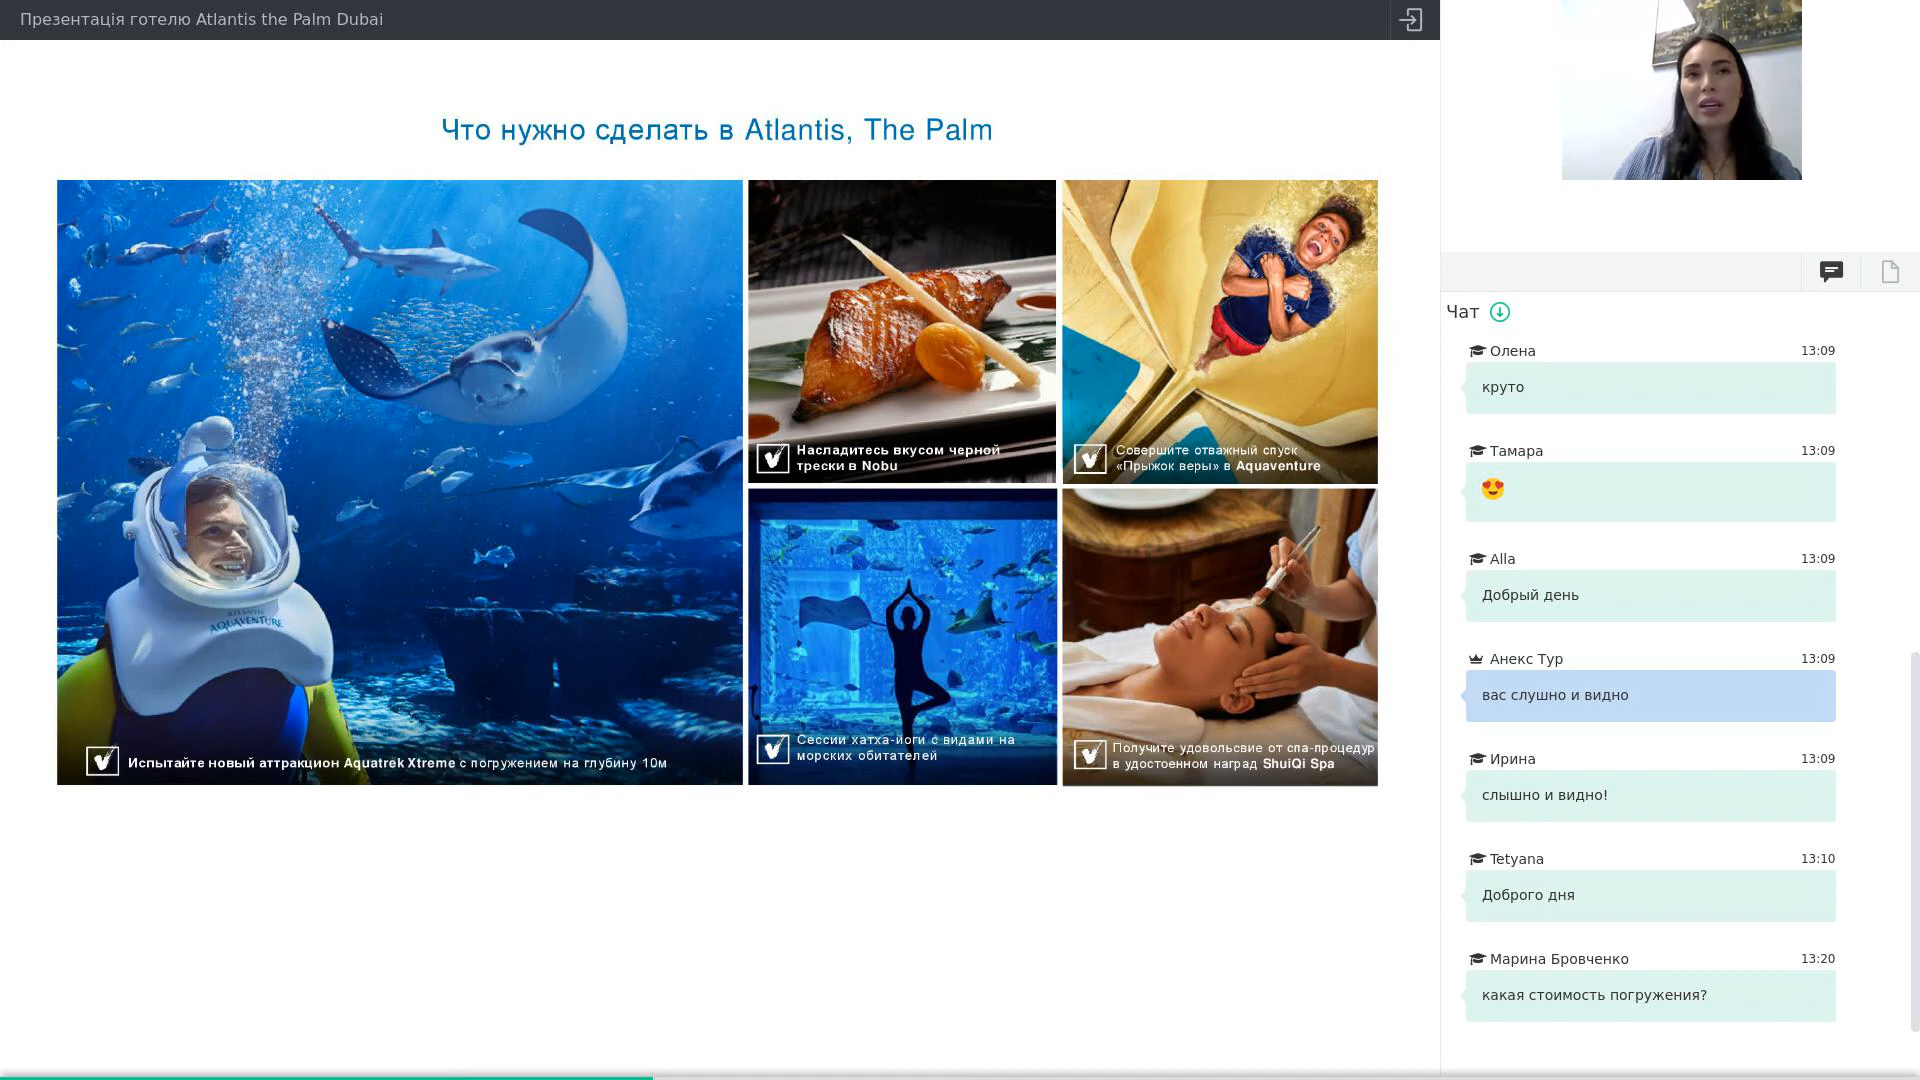 Презентація готелю Atlantis the Palm Dubai
Что нужно сделать в Atlantis, The Palm
ATLANTIS
AQUAVENTURE
Испытайте новый аттракцион Aquatrek Xtreme с погружением на глубину 10м
Насладитесь вкусом черной
трески в Nobu
Совершите отважный спуск
«Прыжок веры» в Aquaventure
Сессии хатха-йоги с видами на
морских обитателей
Получите удовольсвие от спа-процедур
в удостоенном наград ShuiQi Spa
Чат
Олена 13:09
круто
Тамара 13:09
😍
Alla 13:09
Добрый день
Анекс Тур 13:09
вас слушно и видно
Ирина 13:09
слышно и видно!
Tetyana 13:10
Доброго дня
Марина Бровченко 13:20
какая стоимость погружения?